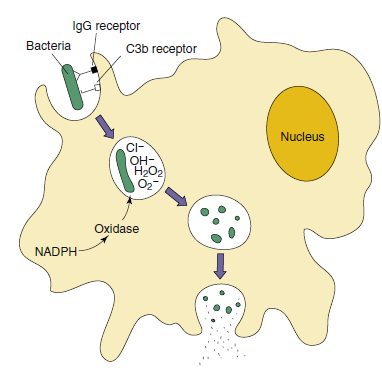 IgG receptor
Bacteria
C3b receptor
Nucleus
Cl–
OH–
H₂O₂
O₂–
Oxidase
NADPH